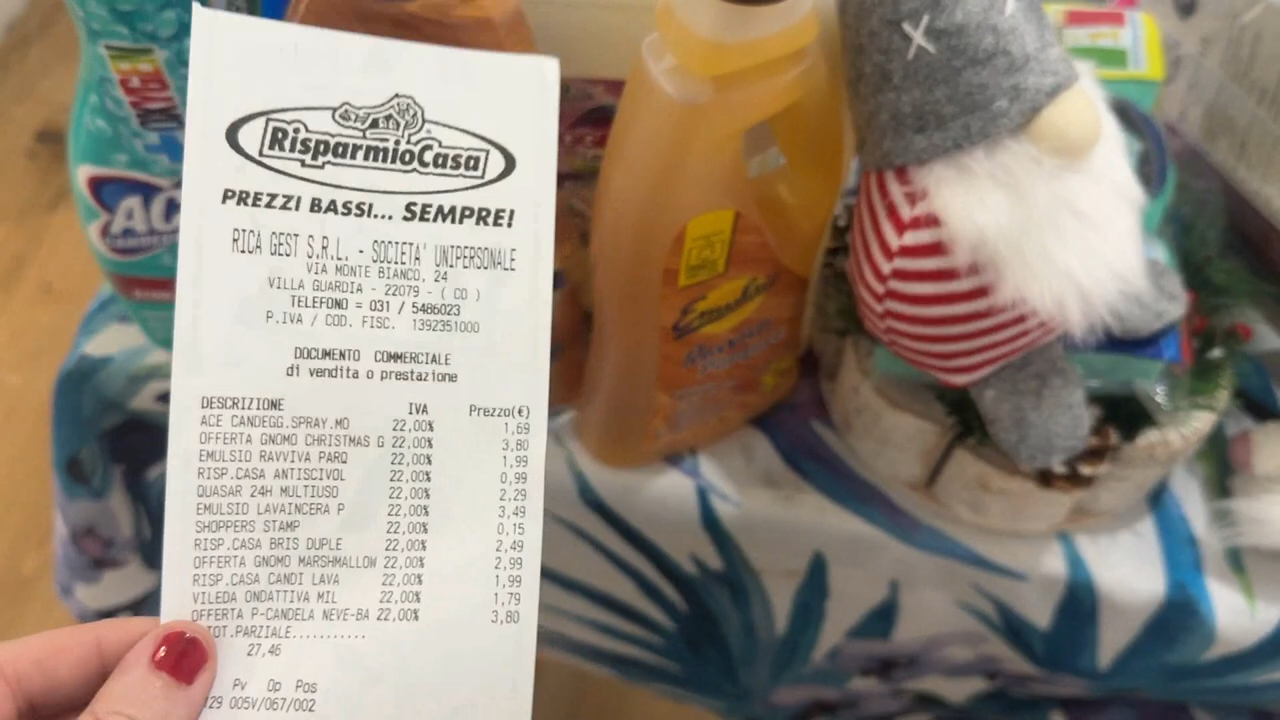 RisparmioCasa
PREZZI BASSI... SEMPRE!
RICA GEST S.R.L. - SOCIETA' UNIPERSONALE
VIA MONTE BIANCO, 24
VILLA GUARDIA - 22079 - ( CO )
TELEFONO = 031 / 5486023
P.IVA / COD. FISC. 1392351000
DOCUMENTO COMMERCIALE
di vendita o prestazione
DESCRIZIONE IVA Prezzo(€)
ACE CANDEGG.SPRAY.MO 22,00% 1,69
OFFERTA GNOMO CHRISTMAS G 22,00% 3,80
EMULSIO RAVVIVA PARQ 22,00% 1,99
RISP.CASA ANTISCIVOL 22,00% 0,99
QUASAR 24H MULTIUSO 22,00% 2,29
EMULSIO LAVAINCERA P 22,00% 3,49
SHOPPERS STAMP 22,00% 0,15
RISP.CASA BRIS DUPLE 22,00% 2,49
OFFERTA GNOMO MARSHMALLOW 22,00% 2,99
RISP.CASA CANDI LAVA 22,00% 1,99
VILEDA ONDATTIVA MIL 22,00% 1,79
OFFERTA P-CANDELA NEVE-BA 22,00% 3,80
TOT.PARZIALE...........
27,46
Pv Op Pos
29 005V/067/002
ACE
Emulsio